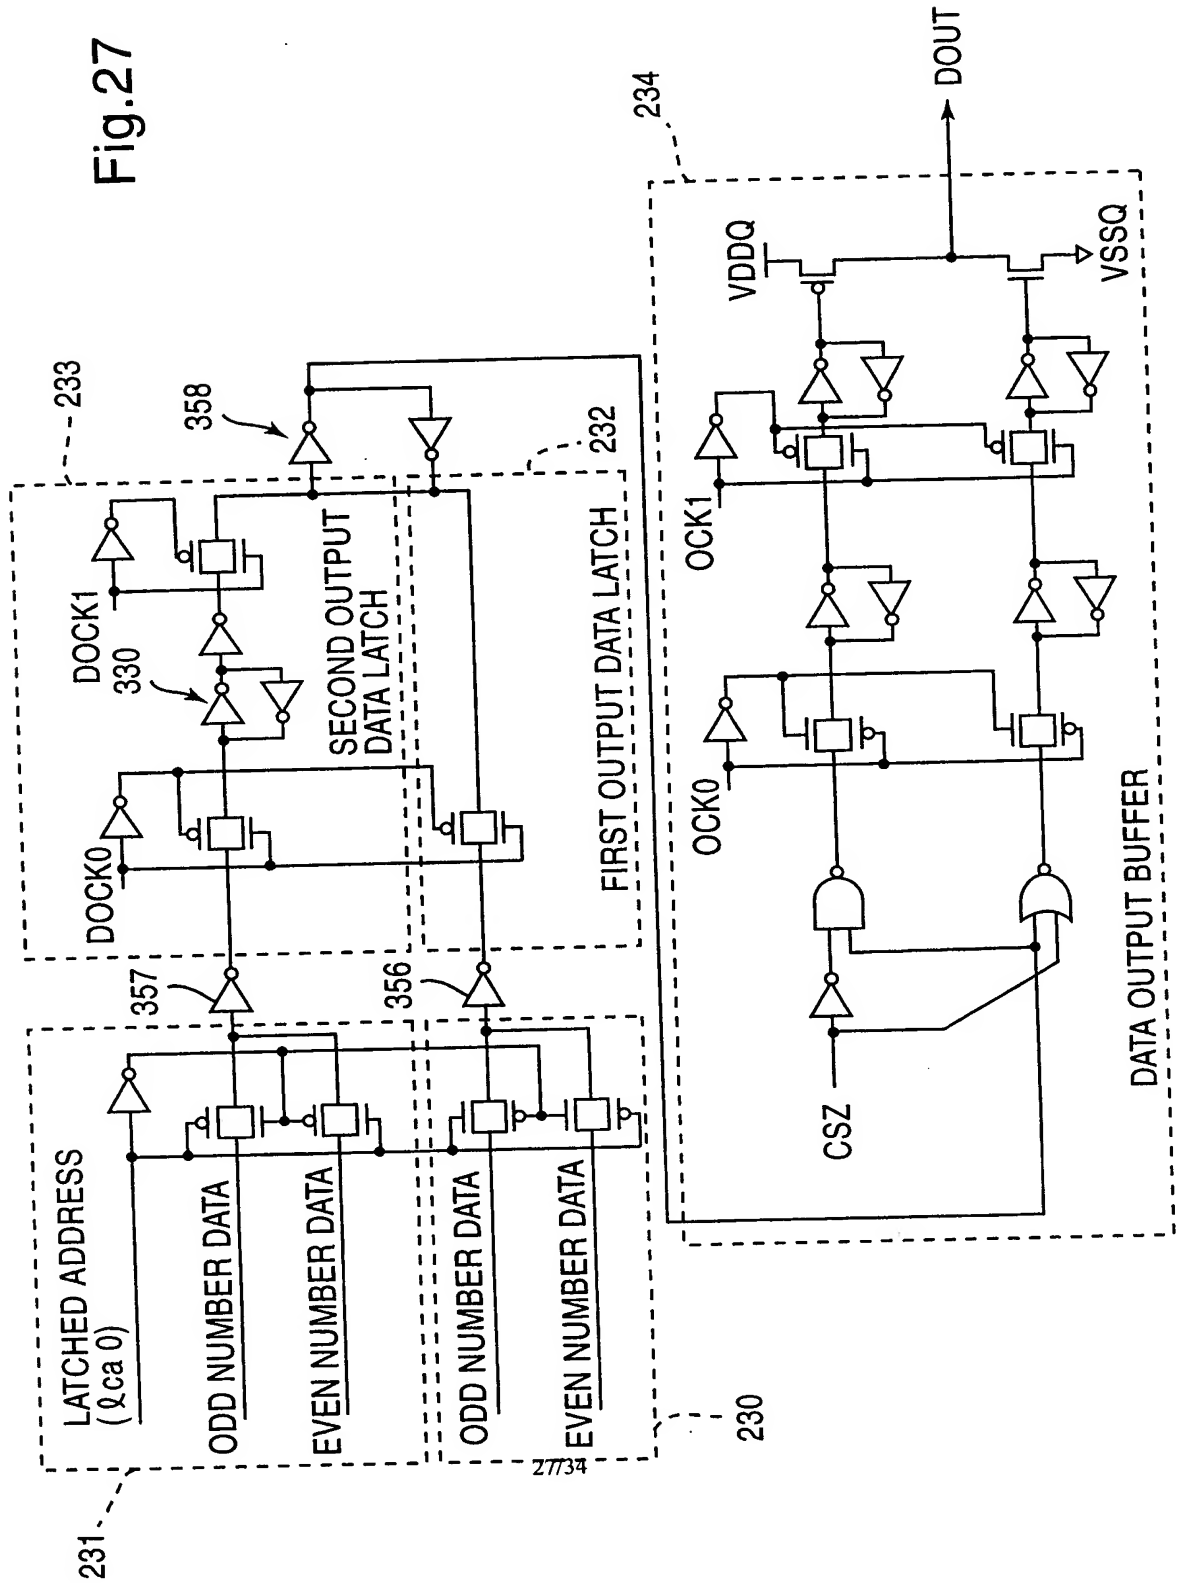 Fig.27
231
LATCHED ADDRESS
(ℓca 0)
ODD NUMBER DATA
EVEN NUMBER DATA
ODD NUMBER DATA
EVEN NUMBER DATA
230
357
356
DOCK0
330
DOCK1
SECOND OUTPUT
DATA LATCH
FIRST OUTPUT DATA LATCH
233
358
232
CSZ
OCK0
OCK1
VDDQ
VSSQ
234
DOUT
DATA OUTPUT BUFFER
27/34